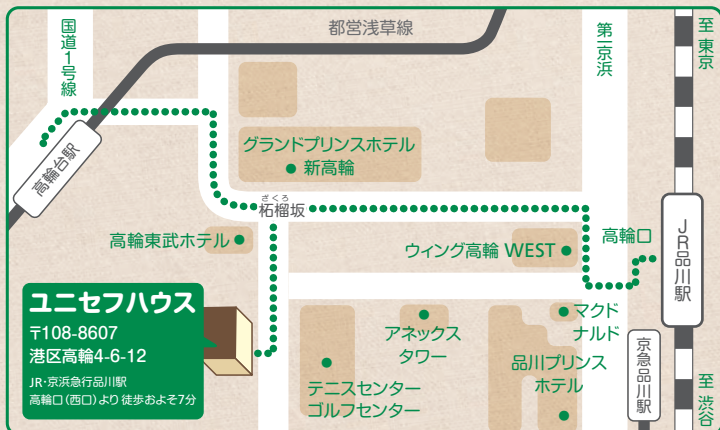 国道1号線
都営浅草線
第一京浜
至 東京
高輪台駅
グランドプリンスホテル
新高輪
ざくろ
柘榴坂
高輪東武ホテル
ウィング高輪 WEST
高輪口
JR品川駅
ユニセフハウス
〒108-8607
港区高輪4-6-12
JR・京浜急行品川駅
高輪口(西口)より徒歩およそ7分
アネックス
タワー
マクド
ナルド
テニスセンター
ゴルフセンター
品川プリンス
ホテル
京急品川駅
至 渋谷